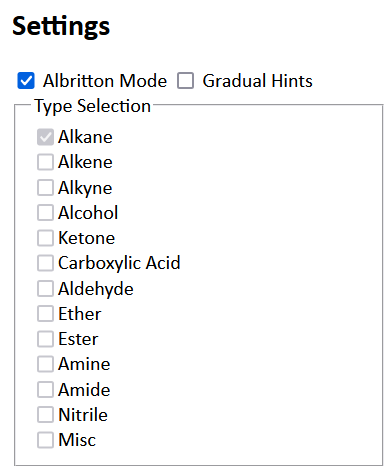 Settings
Albritton Mode Gradual Hints
Type Selection
Alkane
Alkene
Alkyne
Alcohol
Ketone
Carboxylic Acid
Aldehyde
Ether
Ester
Amine
Amide
Nitrile
Misc